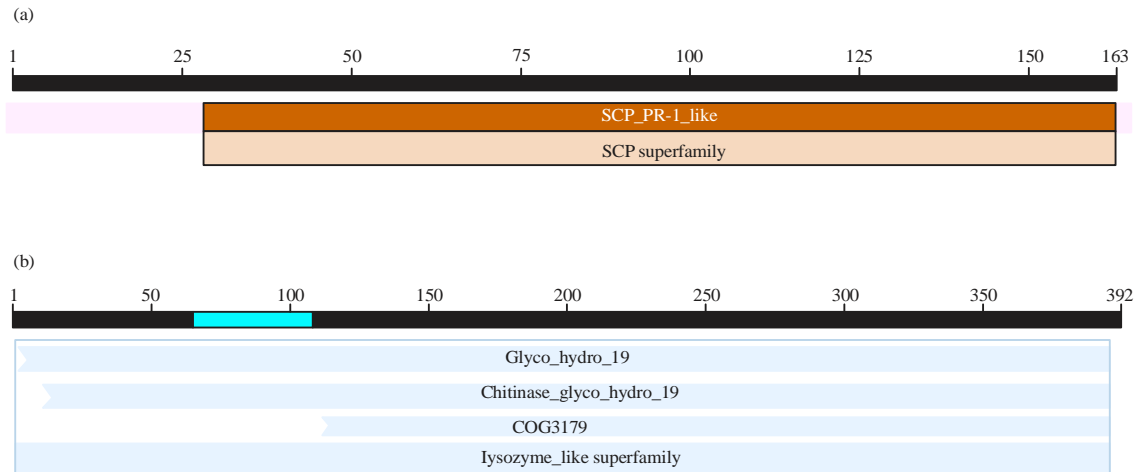 (a)
1 25 50 75 100 125 150 163
SCP_PR-1_like
SCP superfamily
(b)
1 50 100 150 200 250 300 350 392
Glyco_hydro_19
Chitinase_glyco_hydro_19
COG3179
Iysozyme_like superfamily